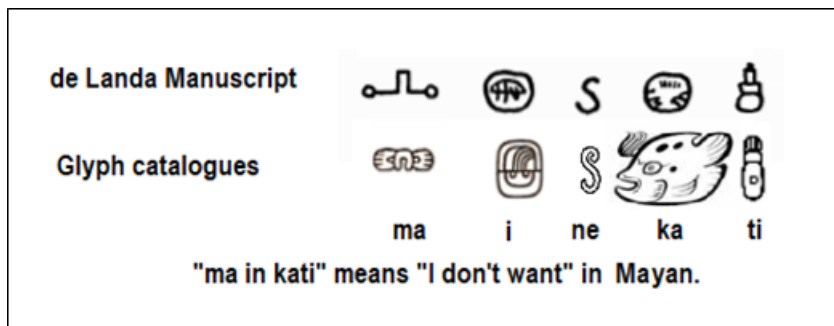 de Landa Manuscript
Glyph catalogues
ma i ne ka ti
"ma in kati" means "I don't want" in Mayan.